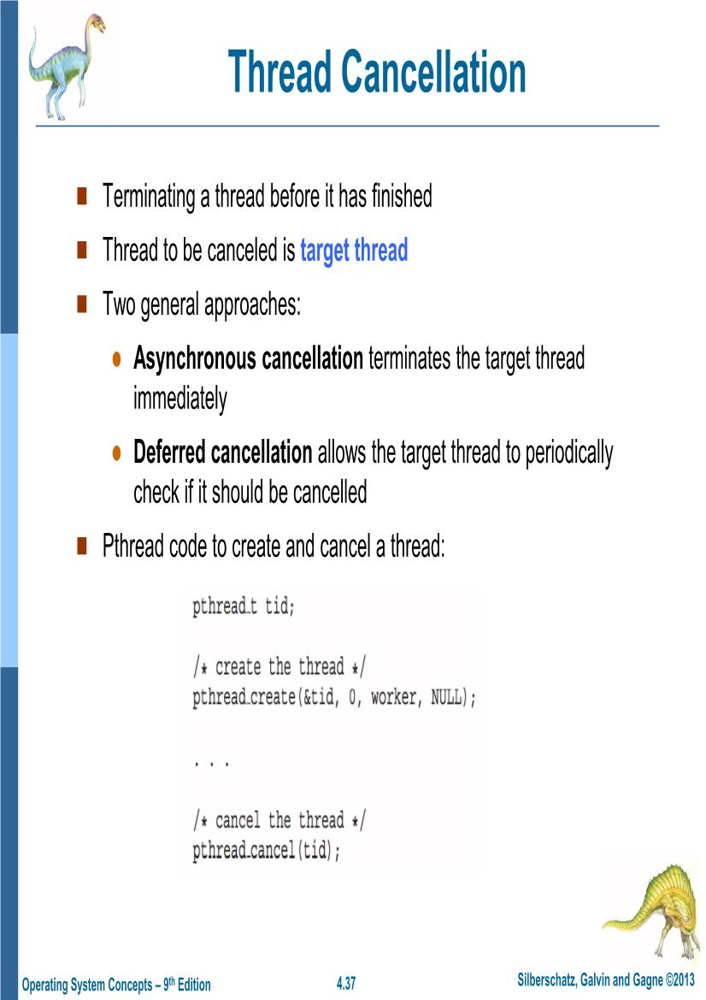 Thread Cancellation
Terminating a thread before it has finished
Thread to be canceled is target thread
Two general approaches:
Asynchronous cancellation terminates the target thread
immediately
Deferred cancellation allows the target thread to periodically
check if it should be cancelled
Pthread code to create and cancel a thread:
pthread_t tid;
/* create the thread */
pthread_create(&tid, 0, worker, NULL);
. . .
/* cancel the thread */
pthread_cancel(tid);
Operating System Concepts – 9th Edition
4.37
Silberschatz, Galvin and Gagne ©2013